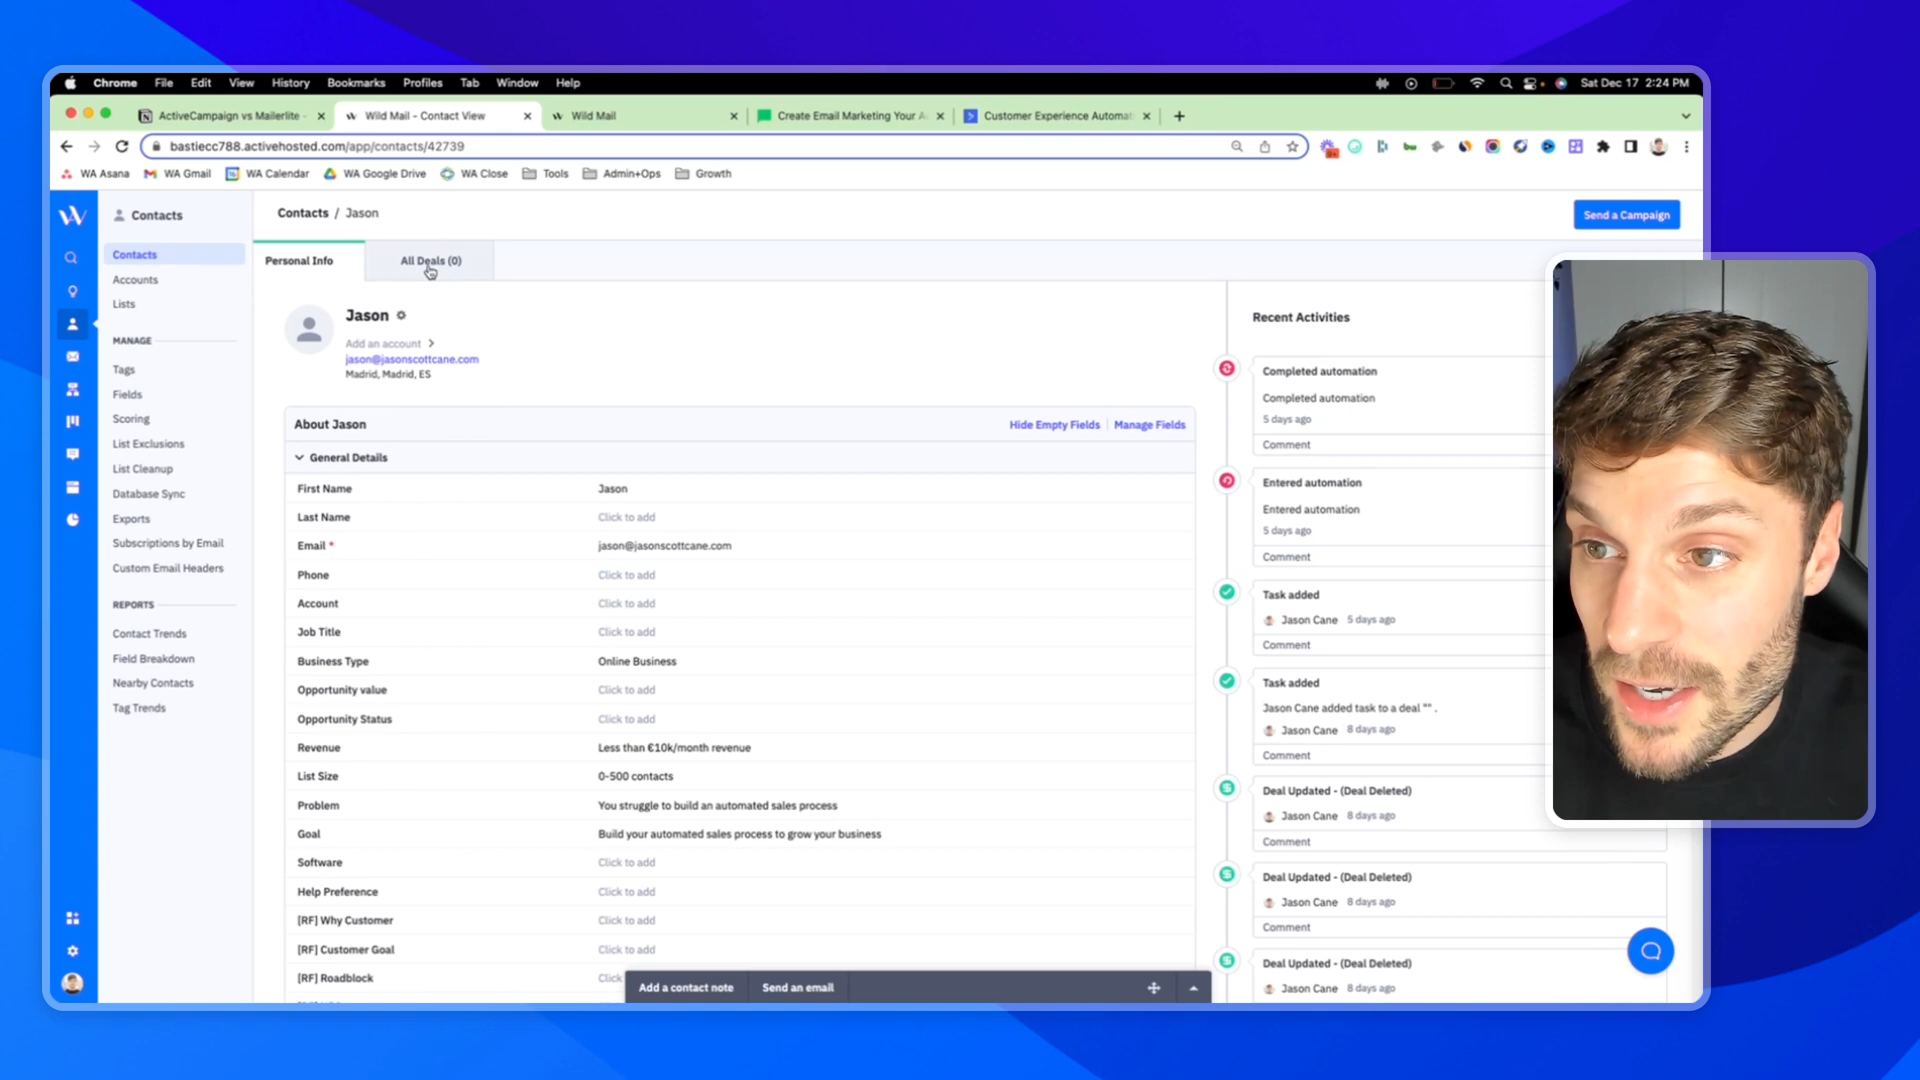 Chrome File Edit View History Bookmarks Profiles Tab Window Help
Sat Dec 17 2:24 PM
ActiveCampaign vs Mailerlite -
Wild Mail - Contact View
Wild Mail
Create Email Marketing Your A
Customer Experience Automat
bastiecc788.activehosted.com/app/contacts/42739
WA Asana
WA Gmail
WA Calendar
WA Google Drive
WA Close
Tools
Admin+Ops
Growth
Contacts
Contacts
Accounts
Lists
MANAGE
Tags
Fields
Scoring
List Exclusions
List Cleanup
Database Sync
Exports
Subscriptions by Email
Custom Email Headers
REPORTS
Contact Trends
Field Breakdown
Nearby Contacts
Tag Trends
Contacts / Jason
Send a Campaign
Personal Info
All Deals (0)
Jason
Add an account
jason@jasonscottcane.com
Madrid, Madrid, ES
About Jason
Hide Empty Fields
Manage Fields
General Details
First Name Jason
Last Name Click to add
Email * jason@jasonscottcane.com
Phone Click to add
Account Click to add
Job Title Click to add
Business Type Online Business
Opportunity value Click to add
Opportunity Status Click to add
Revenue Less than €10k/month revenue
List Size 0-500 contacts
Problem You struggle to build an automated sales process
Goal Build your automated sales process to grow your business
Software Click to add
Help Preference Click to add
[RF] Why Customer Click to add
[RF] Customer Goal Click to add
[RF] Roadblock Click
Add a contact note
Send an email
Recent Activities
Completed automation
Completed automation
5 days ago
Comment
Entered automation
Entered automation
5 days ago
Comment
Task added
Jason Cane 5 days ago
Comment
Task added
Jason Cane added task to a deal "" .
Jason Cane 8 days ago
Comment
Deal Updated - (Deal Deleted)
Jason Cane 8 days ago
Comment
Deal Updated - (Deal Deleted)
Jason Cane 8 days ago
Comment
Deal Updated - (Deal Deleted)
Jason Cane 8 days ago